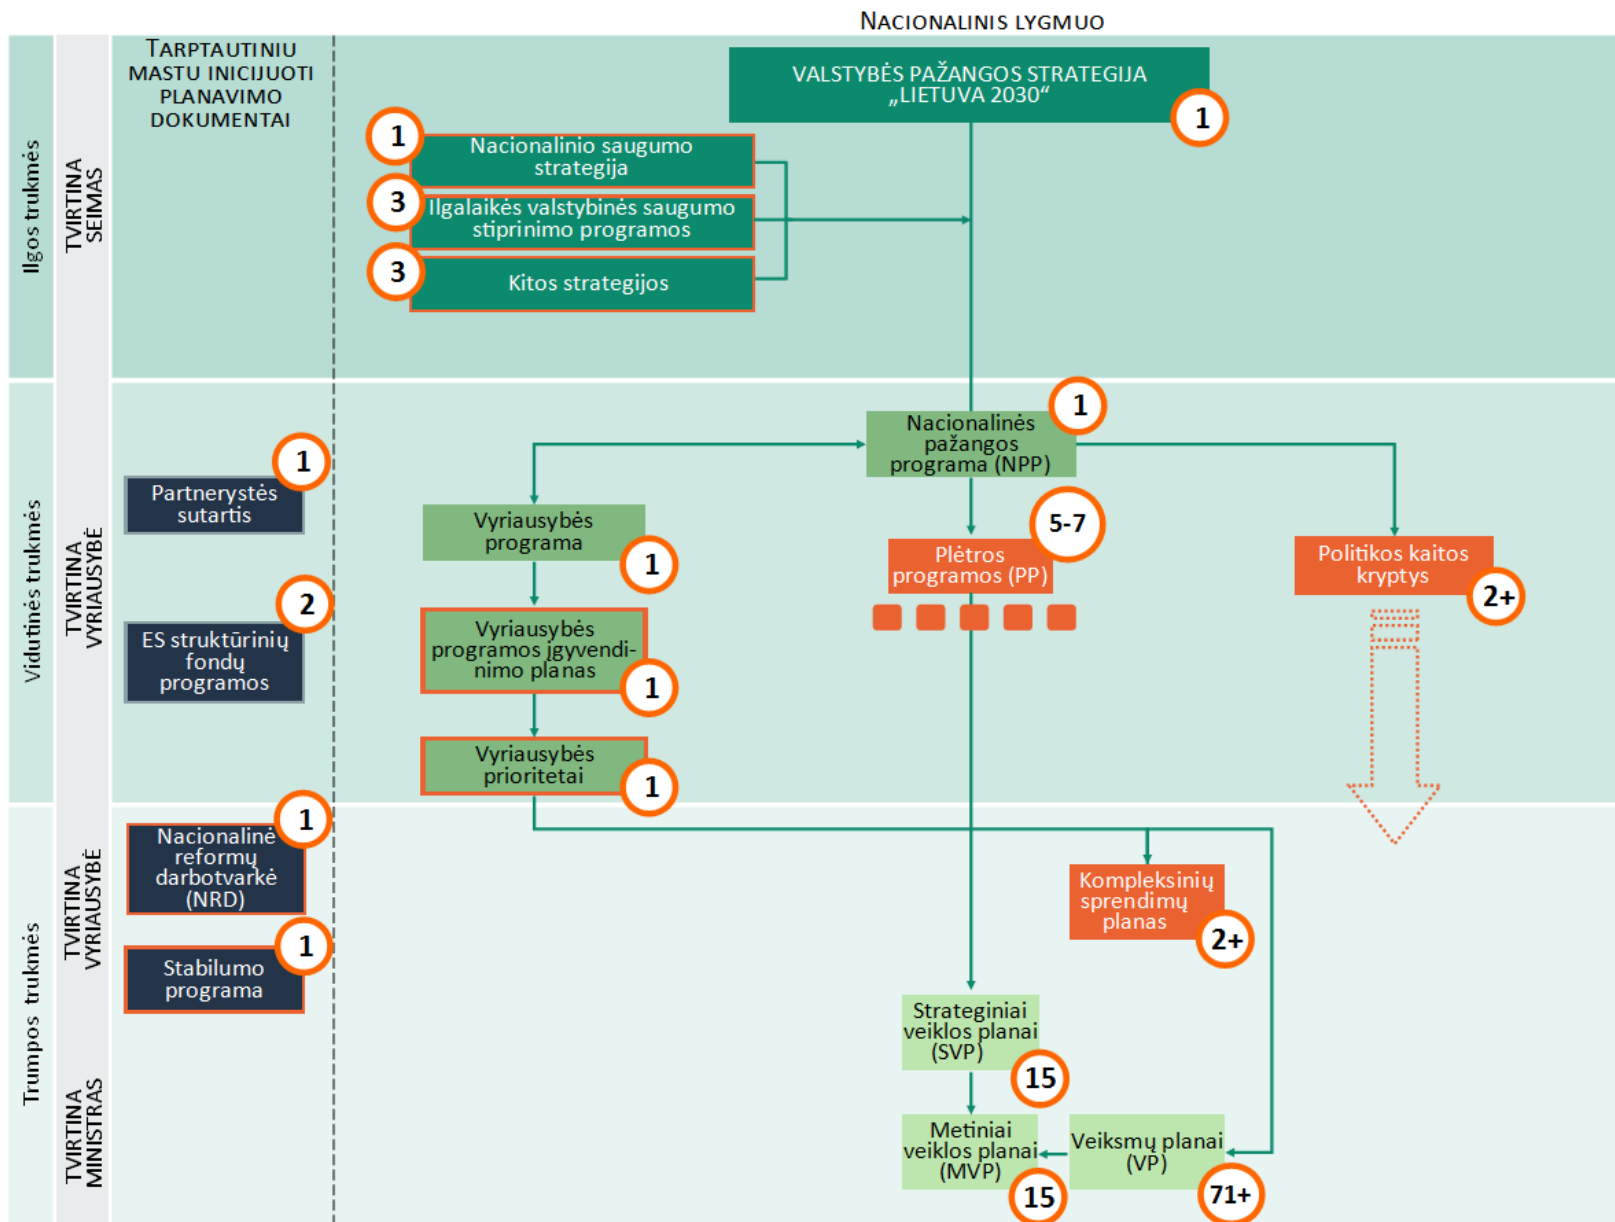 NACIONALINIS LYGMUO
TARPTAUTINIU
MASTU INICIJUOTI
PLANAVIMO
DOKUMENTAI
VALSTYBĖS PAŽANGOS STRATEGIJA
„LIETUVA 2030“
1
Ilgos trukmės
TVIRTINA
SEIMAS
1
Nacionalinio saugumo
strategija
3
Ilgalaikės valstybinės saugumo
stiprinimo programos
3
Kitos strategijos
Vidutinės trukmės
TVIRTINA
VYRIAUSYBĖ
1
Partnerystės
sutartis
2
ES struktūrinių
fondų
programos
1
Nacionalinės
pažangos
programa (NPP)
Vyriausybės
programa
1
Vyriausybės
programos įgyvendi-
nimo planas
1
Vyriausybės
prioritetai
1
5-7
Plėtros
programos (PP)
Politikos kaitos
kryptys
2+
Trumpos trukmės
TVIRTINA
VYRIAUSYBĖ
TVIRTINA
MINISTRAS
1
Nacionalinė
reformų
darbotvarkė
(NRD)
1
Stabilumo
programa
Kompleksinių
sprendimų
planas
2+
Strateginiai
veiklos planai
(SVP)
15
Metiniai
veiklos planai
(MVP)
15
Veiksmų planai
(VP)
71+